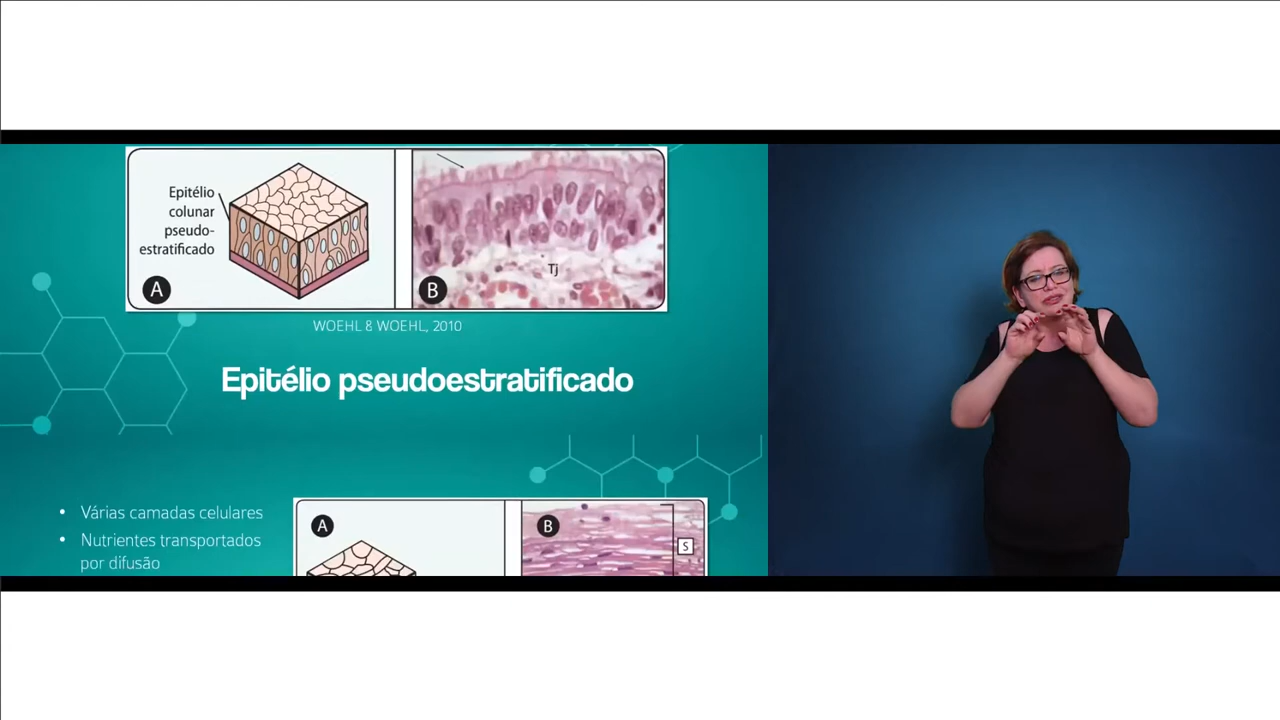 Epitélio
colunar
pseudo-
estratificado
A
B
Tj
WOEHL & WOEHL, 2010
Epitélio pseudoestratificado
• Várias camadas celulares
• Nutrientes transportados
por difusão
A
B
S